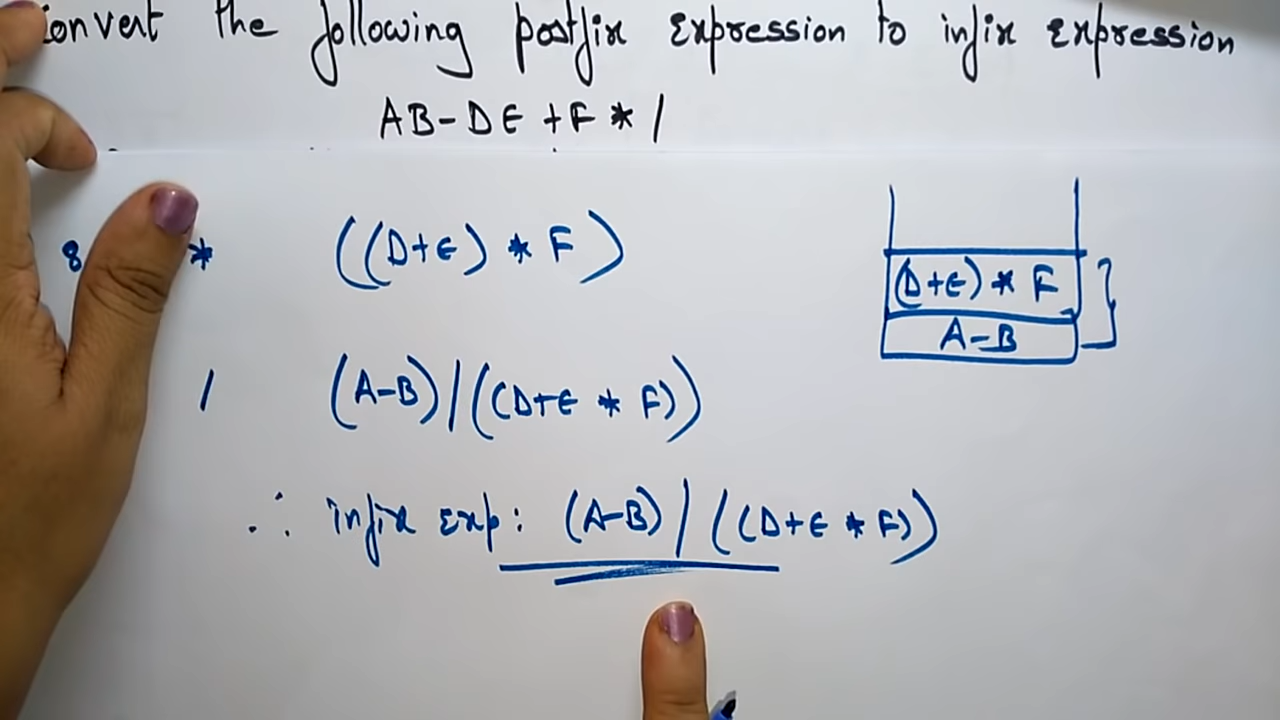 Convert the following postfix expression to infix expression
AB-DE+F*/
8 * ((D+E) * F)
(D+E) * F
A-B
/ (A-B)/((D+E * F))
∴ infix exp: (A-B)/((D+E * F))